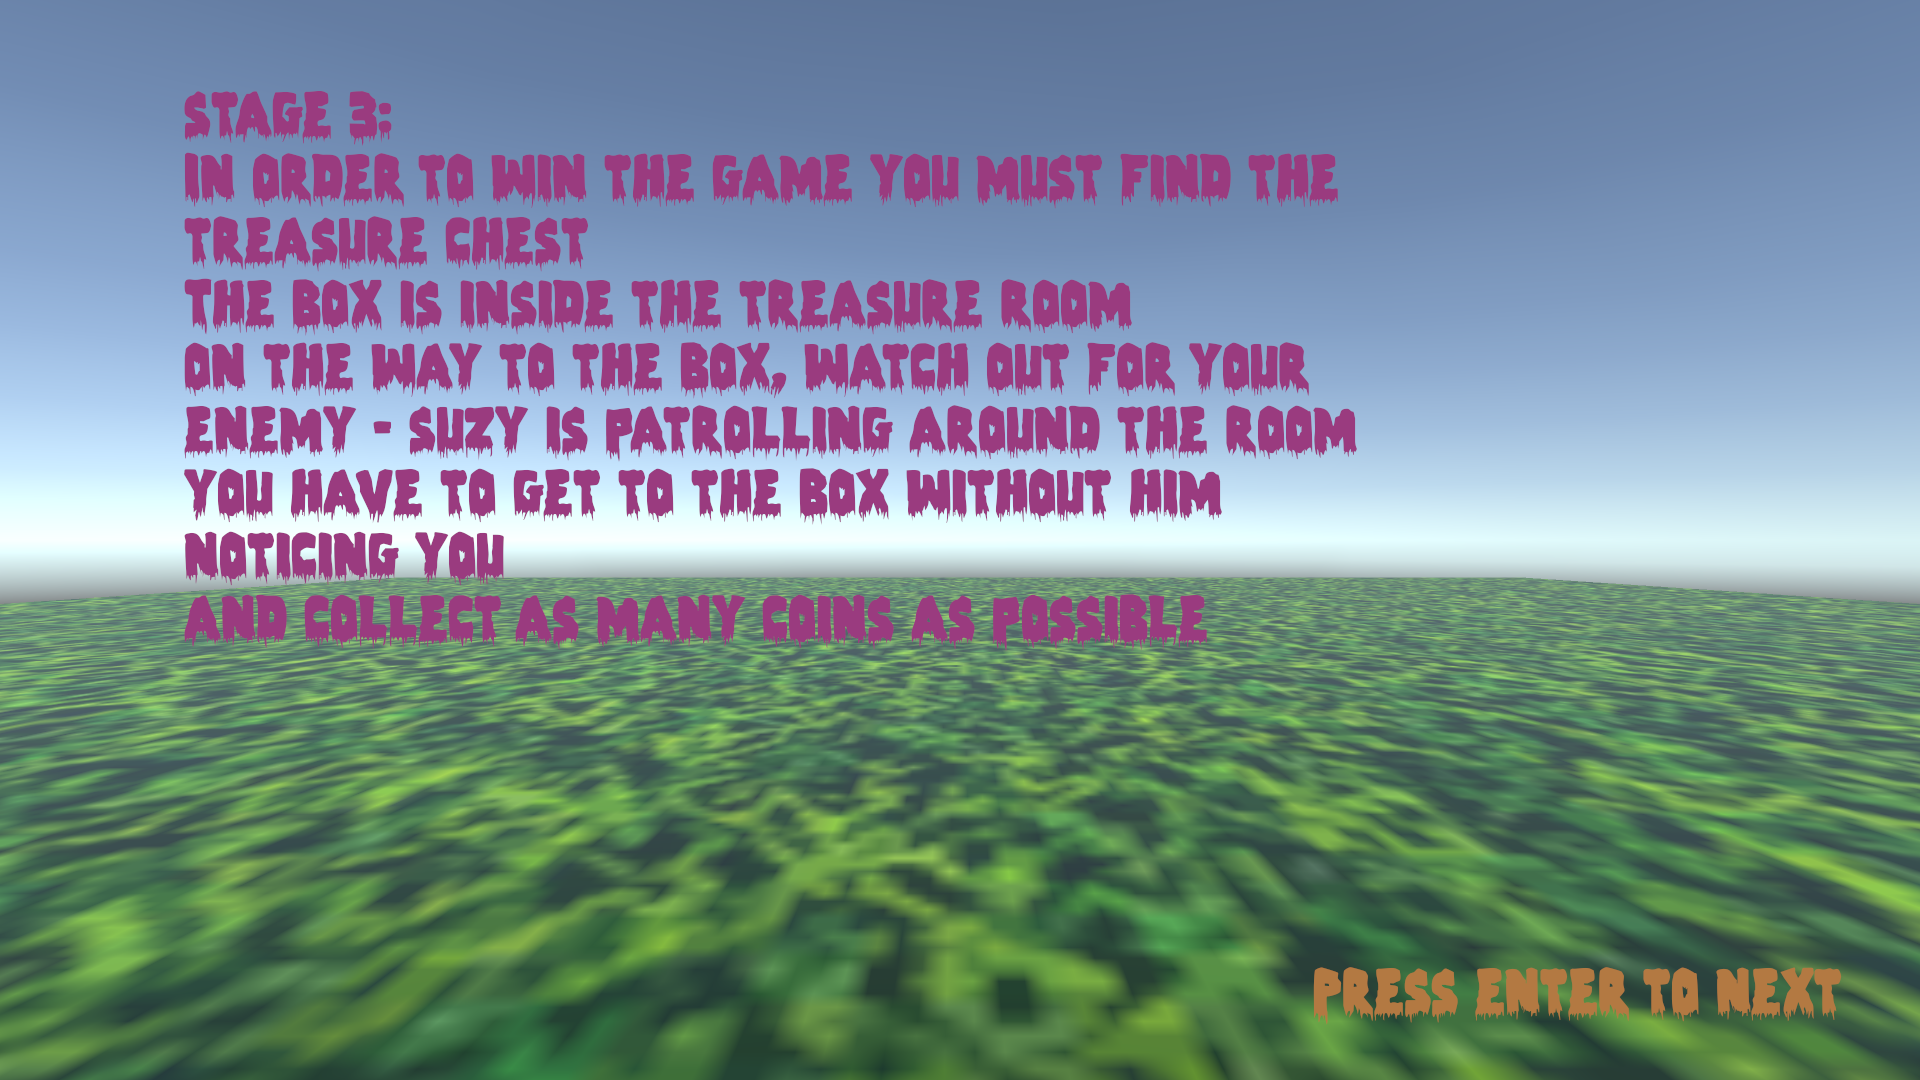 STAGE 3:
IN ORDER TO WIN THE GAME YOU MUST FIND THE
TREASURE CHEST
THE BOX IS INSIDE THE TREASURE ROOM
ON THE WAY TO THE BOX, WATCH OUT FOR YOUR
ENEMY - SUZY IS PATROLLING AROUND THE ROOM
YOU HAVE TO GET TO THE BOX WITHOUT HIM
NOTICING YOU
AND COLLECT AS MANY COINS AS POSSIBLE
PRESS ENTER TO NEXT